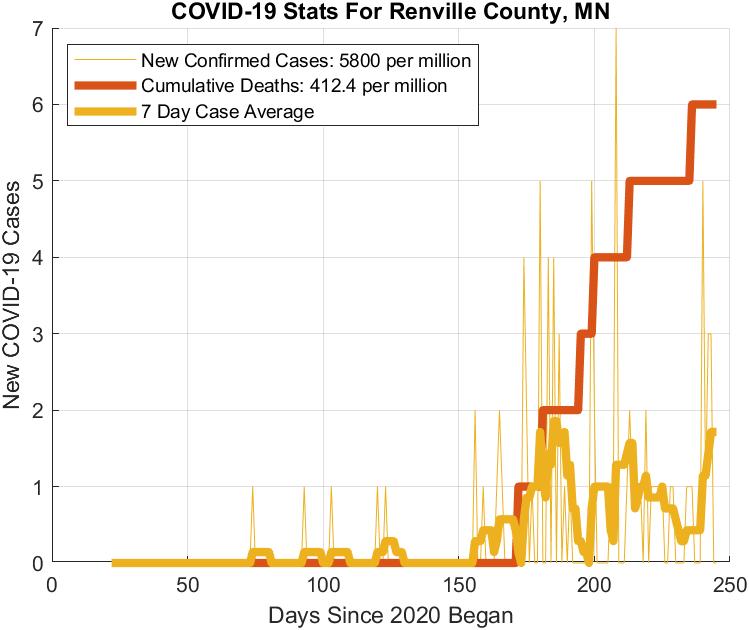 COVID-19 Stats For Renville County, MN
New Confirmed Cases: 5800 per million
Cumulative Deaths: 412.4 per million
7 Day Case Average
New COVID-19 Cases
7
6
5
4
3
2
1
0
0 50 100 150 200 250
Days Since 2020 Began